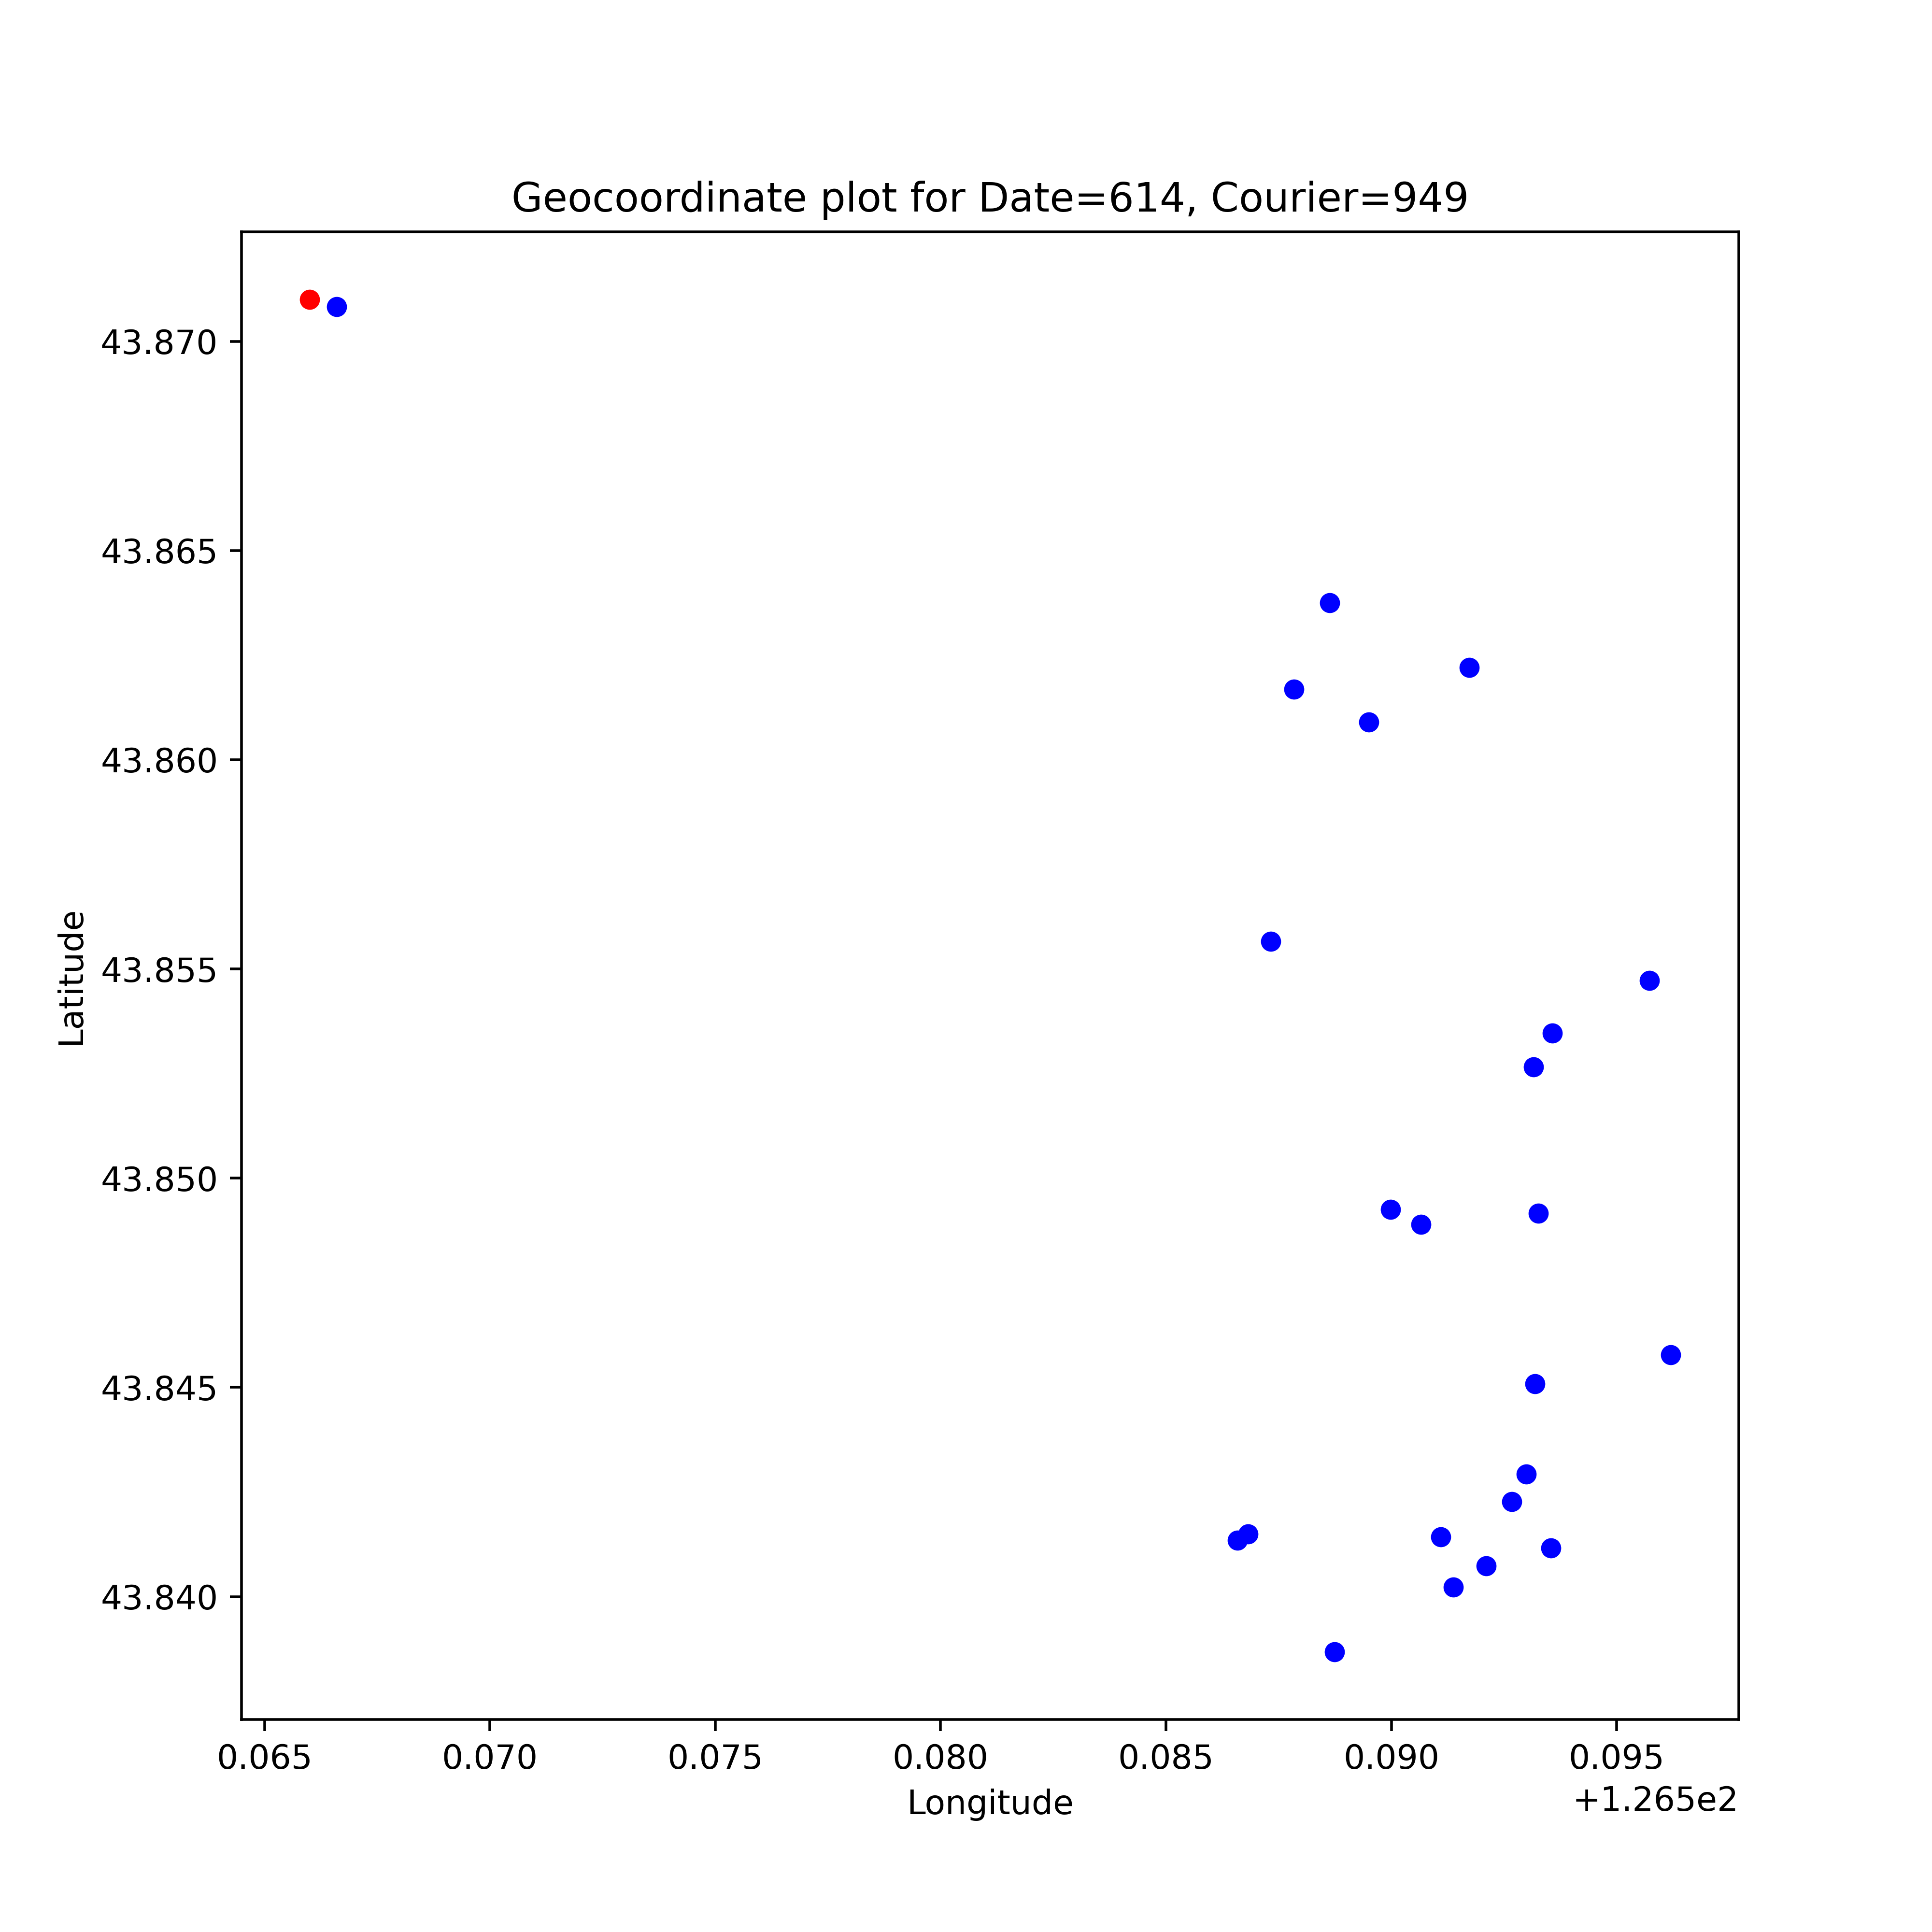 Geocoordinate plot for Date=614, Courier=949
43.870
43.865
43.860
43.855
43.850
43.845
43.840
Latitude
0.065 0.070 0.075 0.080 0.085 0.090 0.095
+1.265e2
Longitude